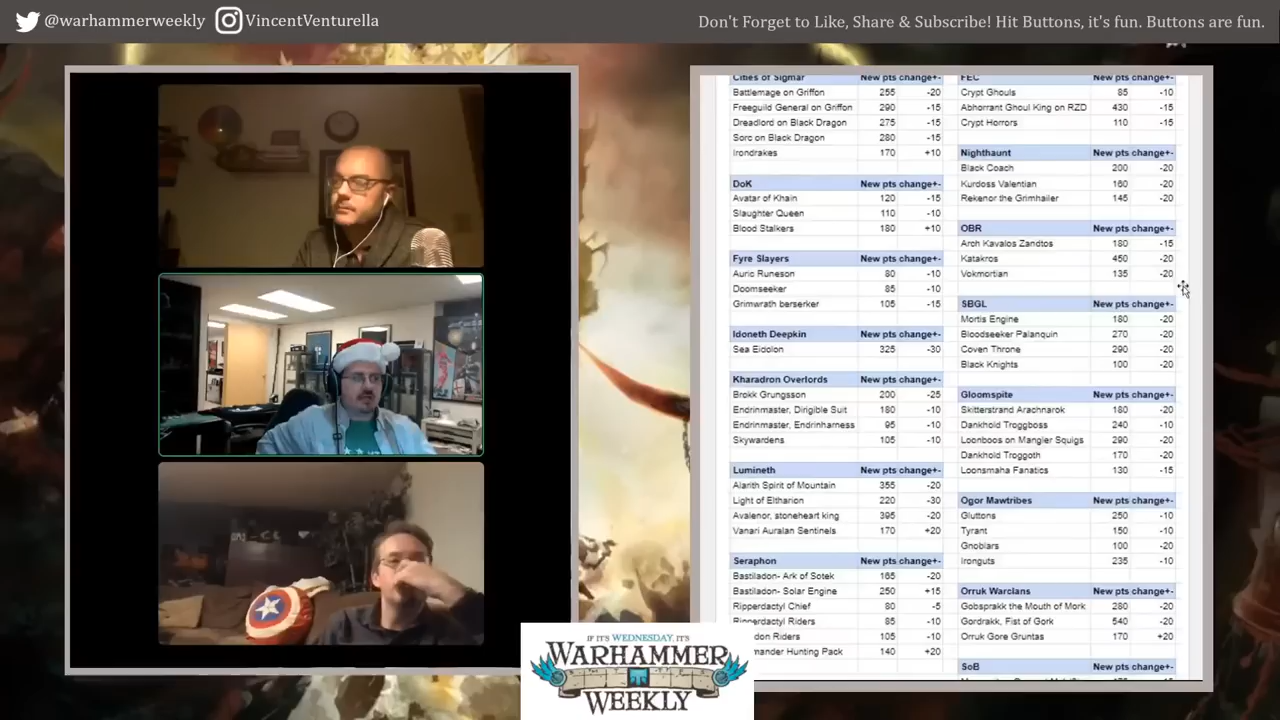 @warhammerweekly VincentVenturella
Don't Forget to Like, Share & Subscribe! Hit Buttons, it's fun. Buttons are fun.
Cities of Sigmar New pts change+-
Battlemage on Griffon 255 -20
Freeguild General on Griffon 290 -15
Dreadlord on Black Dragon 275 -15
Sorc on Black Dragon 280 -15
Irondrakes 170 +10
DoK New pts change+-
Avatar of Khain 120 -15
Slaughter Queen 110 -10
Blood Stalkers 180 +10
Fyre Slayers New pts change+-
Auric Runeson 80 -10
Doomseeker 85 -10
Grimwrath berserker 105 -15
Idoneth Deepkin New pts change+-
Sea Eidolon 325 -30
Kharadron Overlords New pts change+-
Brokk Grungsson 200 -25
Endrinmaster, Dirigible Suit 180 -10
Endrinmaster, Endrinharness 95 -10
Skywardens 105 -10
Lumineth New pts change+-
Alarith Spirit of Mountain 355 -20
Light of Eltharion 220 -30
Avalenor, stoneheart king 395 -20
Vanari Auralan Sentinels 170 +20
Seraphon New pts change+-
Bastiladon- Ark of Sotek 165 -20
Bastiladon- Solar Engine 250 +15
Ripperdactyl Chief 80 -5
Ripperdactyl Riders 85 -10
don Riders 105 -10
mander Hunting Pack 140 +20
FEC New pts change+-
Crypt Ghouls 85 -10
Abhorrant Ghoul King on RZD 430 -15
Crypt Horrors 110 -15
Nighthaunt New pts change+-
Black Coach 200 -20
Kurdoss Valentian 160 -20
Rekenor the Grimhailer 145 -20
OBR New pts change+-
Arch Kavalos Zandtos 180 -15
Katakros 450 -20
Vokmortian 135 -20
SBGL New pts change+-
Mortis Engine 180 -20
Bloodseeker Palanquin 270 -20
Coven Throne 290 -20
Black Knights 100 -20
Gloomspite New pts change+-
Skitterstrand Arachnarok 180 -20
Dankhold Troggboss 240 -10
Loonboos on Mangler Squigs 290 -20
Dankhold Troggoth 170 -20
Loonsmaha Fanatics 130 -15
Ogor Mawtribes New pts change+-
Gluttons 250 -10
Tyrant 150 -10
Gnoblars 100 -20
Ironguts 235 -10
Orruk Warclans New pts change+-
Gobsprakk the Mouth of Mork 280 -20
Gordrakk, Fist of Gork 540 -20
Orruk Gore Gruntas 170 +20
SoB New pts change+-
IF IT'S WEDNESDAY, IT'S
WARHAMMER
WEEKLY